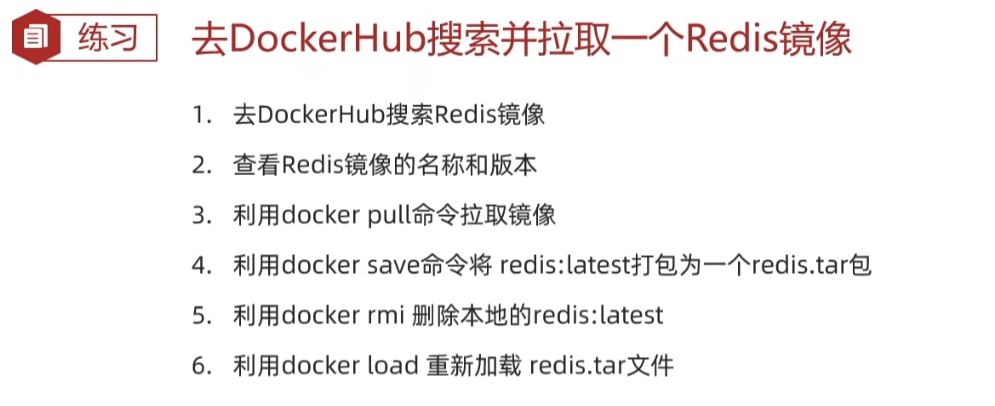 练习
去DockerHub搜索并拉取一个Redis镜像
1. 去DockerHub搜索Redis镜像
2. 查看Redis镜像的名称和版本
3. 利用docker pull命令拉取镜像
4. 利用docker save命令将 redis:latest打包为一个redis.tar包
5. 利用docker rmi 删除本地的redis:latest
6. 利用docker load 重新加载 redis.tar文件